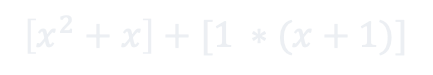 [x² + x] + [1 * (x + 1)]